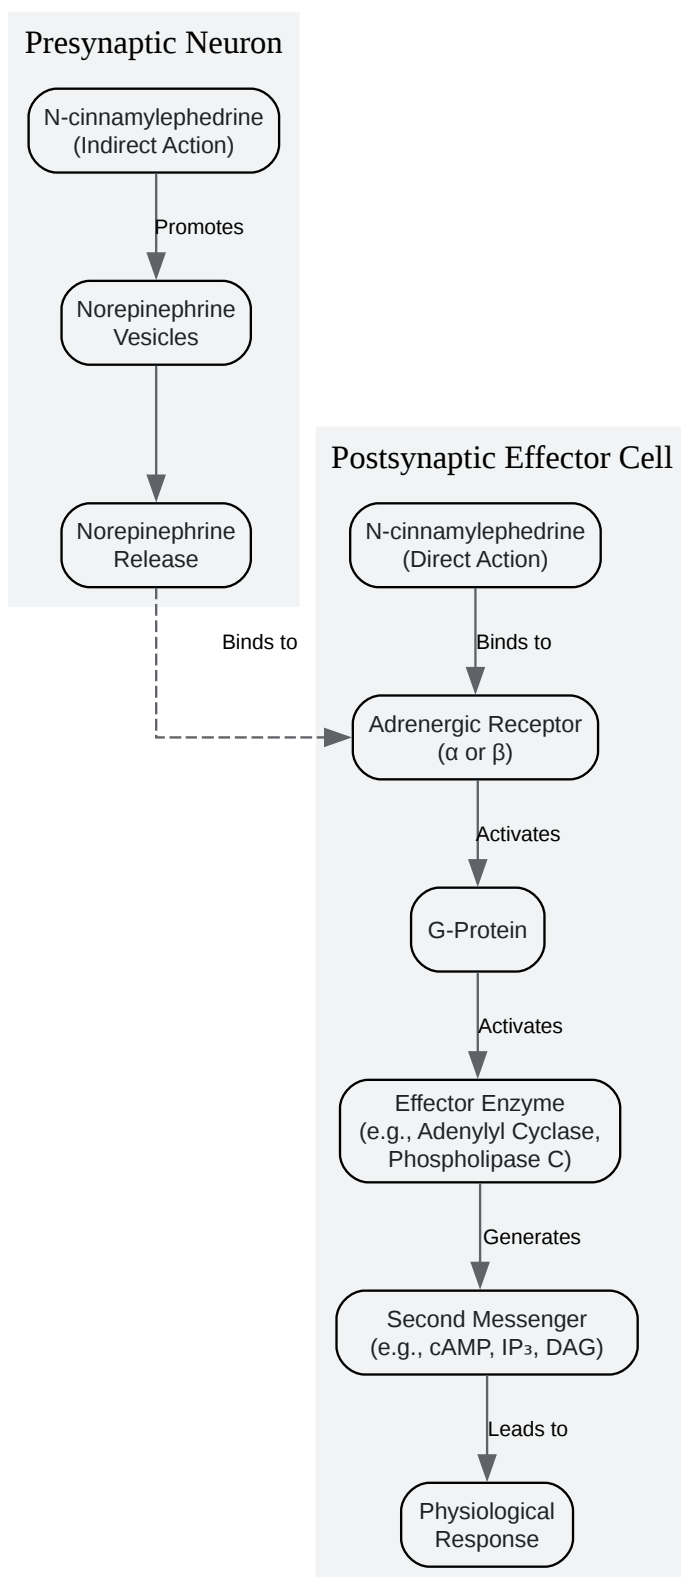 Presynaptic Neuron
N-cinnamylephedrine
(Indirect Action)
Promotes
Norepinephrine
Vesicles
Norepinephrine
Release
Binds to
Postsynaptic Effector Cell
N-cinnamylephedrine
(Direct Action)
Binds to
Adrenergic Receptor
(α or β)
Activates
G-Protein
Activates
Effector Enzyme
(e.g., Adenylyl Cyclase,
Phospholipase C)
Generates
Second Messenger
(e.g., cAMP, IP₃, DAG)
Leads to
Physiological
Response